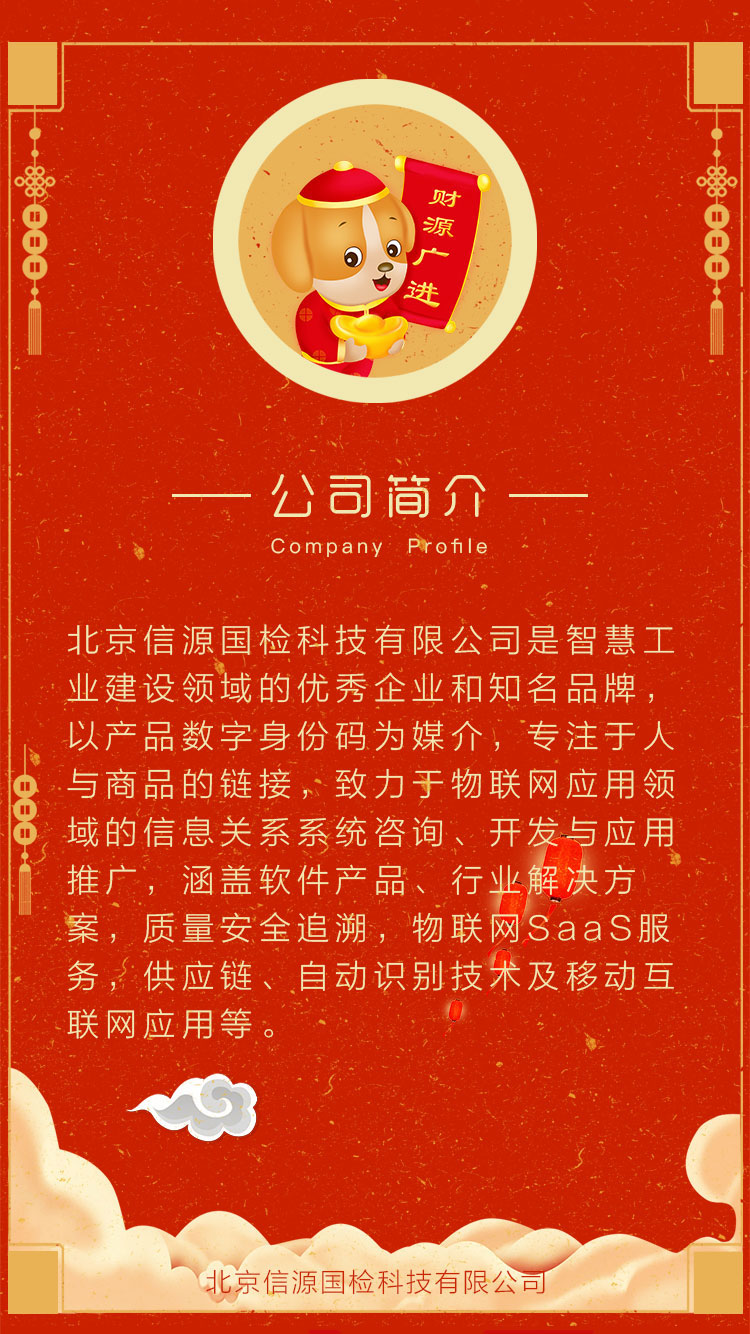 财源广进
公司简介
Company Profile
北京信源国检科技有限公司是智慧工
业建设领域的优秀企业和知名品牌，
以产品数字身份码为媒介，专注于人
与商品的链接，致力于物联网应用领
域的信息关系系统咨询、开发与应用
推广，涵盖软件产品、行业解决方
案，质量安全追溯，物联网SaaS服
务，供应链、自动识别技术及移动互
联网应用等。
北京信源国检科技有限公司